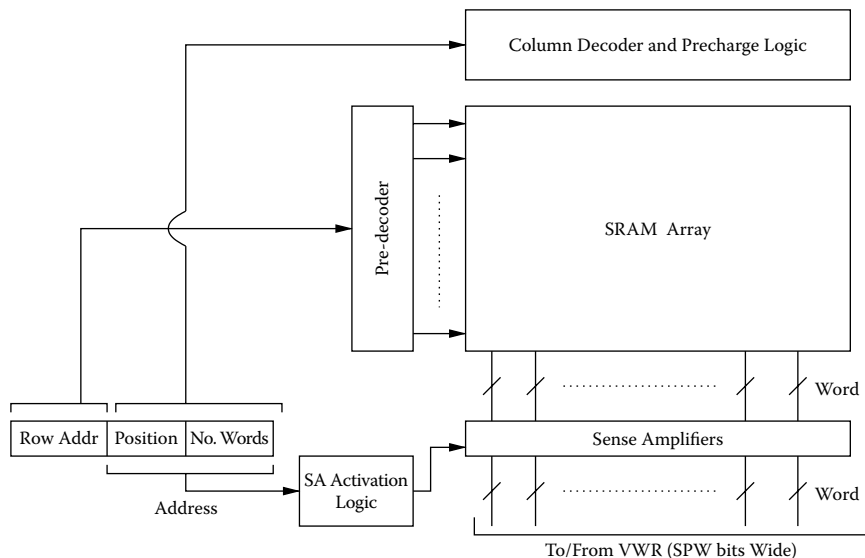 Column Decoder and Precharge Logic
Pre-decoder
SRAM Array
Word
Row Addr
Position
No. Words
Sense Amplifiers
SA Activation
Logic
Address
Word
To/From VWR (SPW bits Wide)